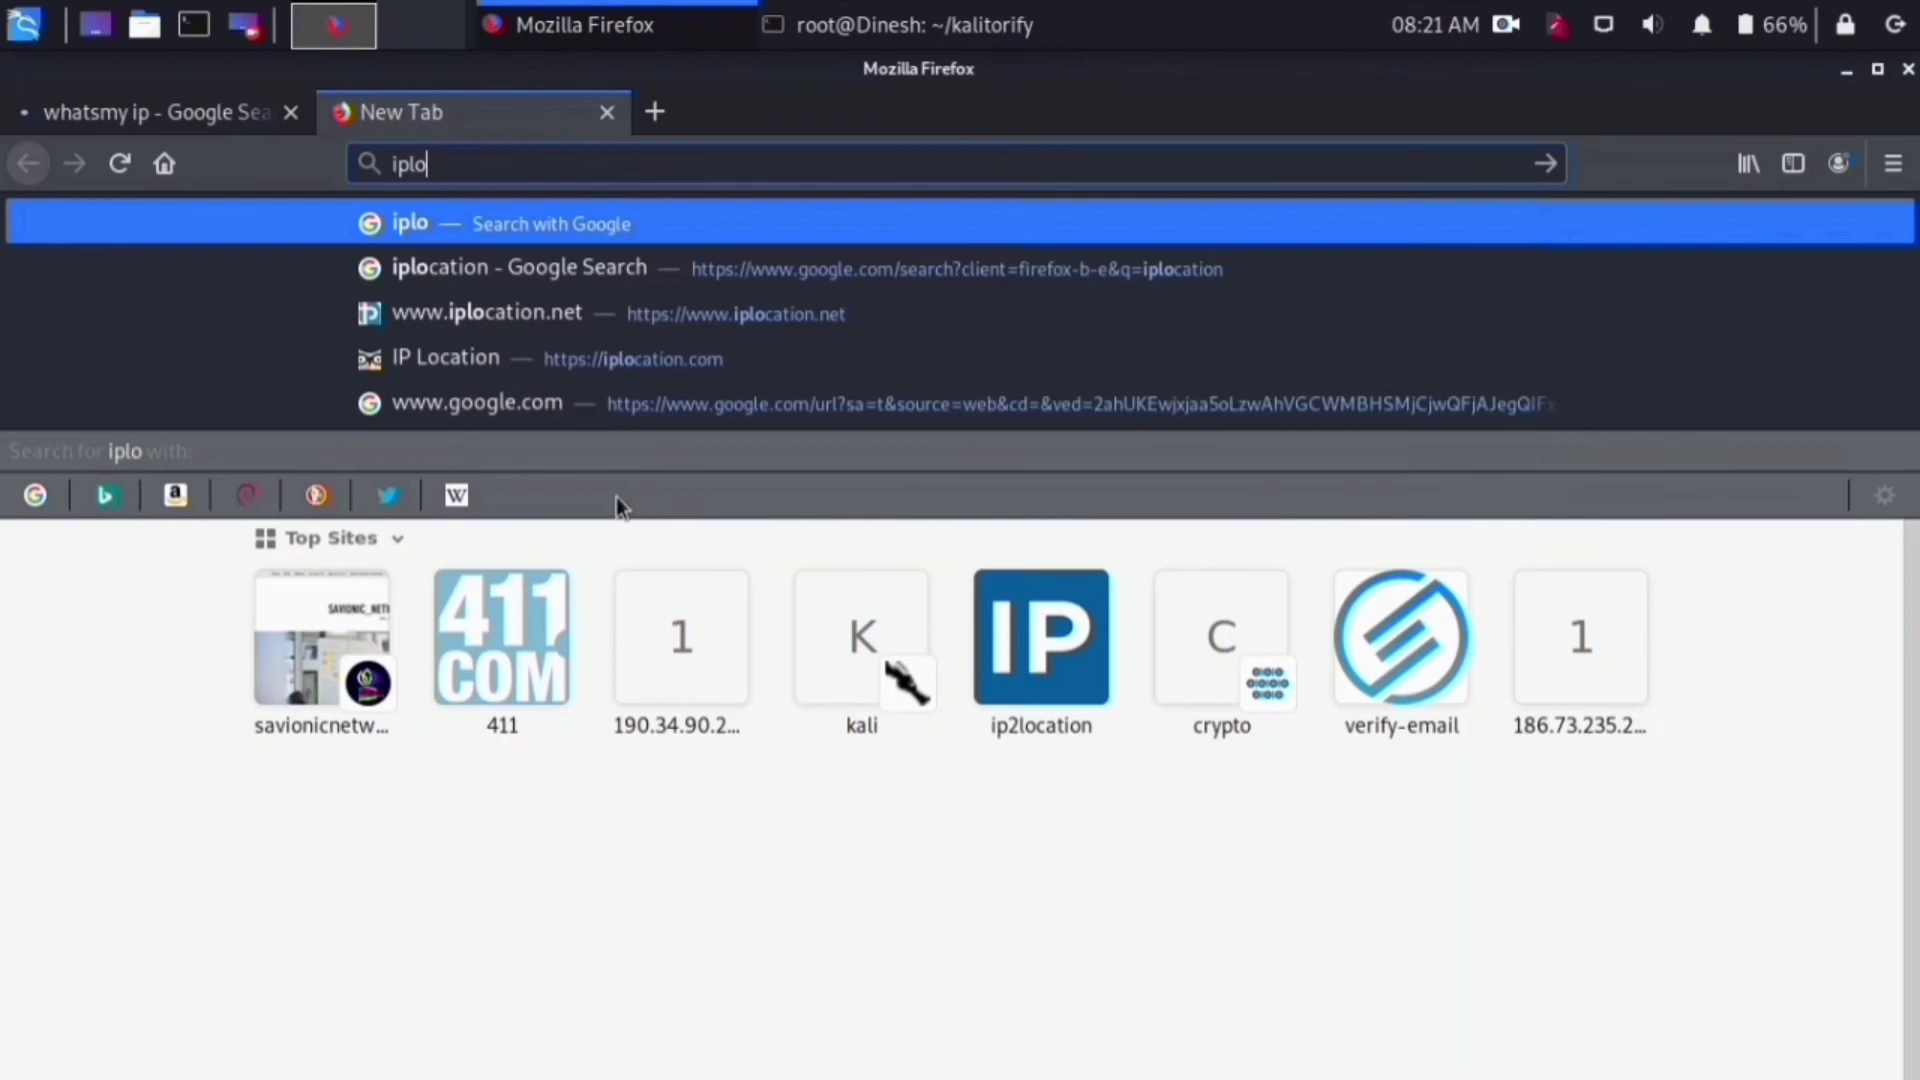 Mozilla Firefox
root@Dinesh: ~/kalitorify
08:21 AM
66%
Mozilla Firefox
whatsmy ip - Google Sea
New Tab
iplo
iplo — Search with Google
iplocation - Google Search — https://www.google.com/search?client=firefox-b-e&q=iplocation
www.iplocation.net — https://www.iplocation.net
IP Location — https://iplocation.com
www.google.com — https://www.google.com/url?sa=t&source=web&cd=&ved=2ahUKEwjxjaa5oLzwAhVGCWMBHSMjCjwQFjAJegQIFx
Search for iplo with:
Top Sites
SAVIONIC_NETW
411
COM
1
K
IP
C
1
savionicnetw...
411
190.34.90.2...
kali
ip2location
crypto
verify-email
186.73.235.2...